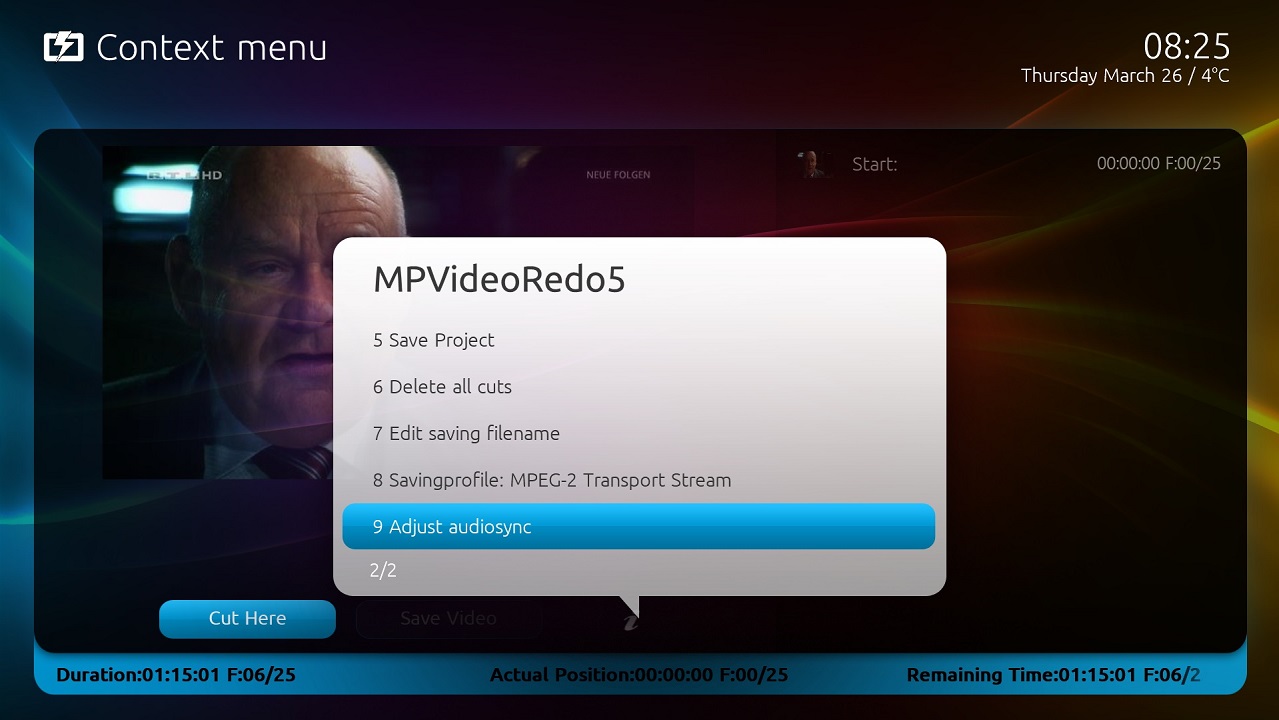 Context menu
08:25
Thursday March 26 / 4°C
RTL HD
NEUE FOLGEN
Start:
00:00:00 F:00/25
MPVideoRedo5
5 Save Project
6 Delete all cuts
7 Edit saving filename
8 Savingprofile: MPEG-2 Transport Stream
9 Adjust audiosync
2/2
Cut Here
Save Video
i
Duration:01:15:01 F:06/25
Actual Position:00:00:00 F:00/25
Remaining Time:01:15:01 F:06/2